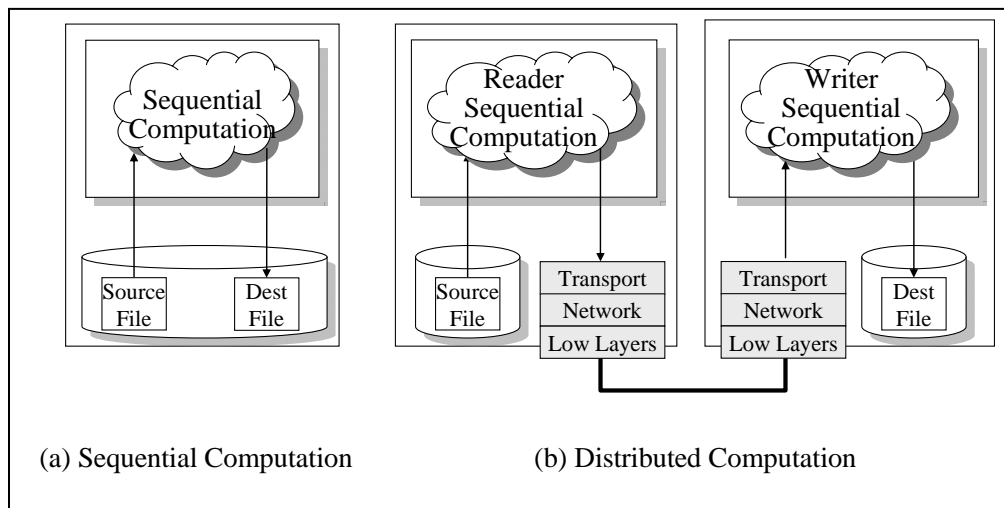 Sequential
Computation
Source
File
Dest
File
Reader
Sequential
Computation
Source
File
Transport
Network
Low Layers
Writer
Sequential
Computation
Transport
Network
Low Layers
Dest
File
(a) Sequential Computation
(b) Distributed Computation